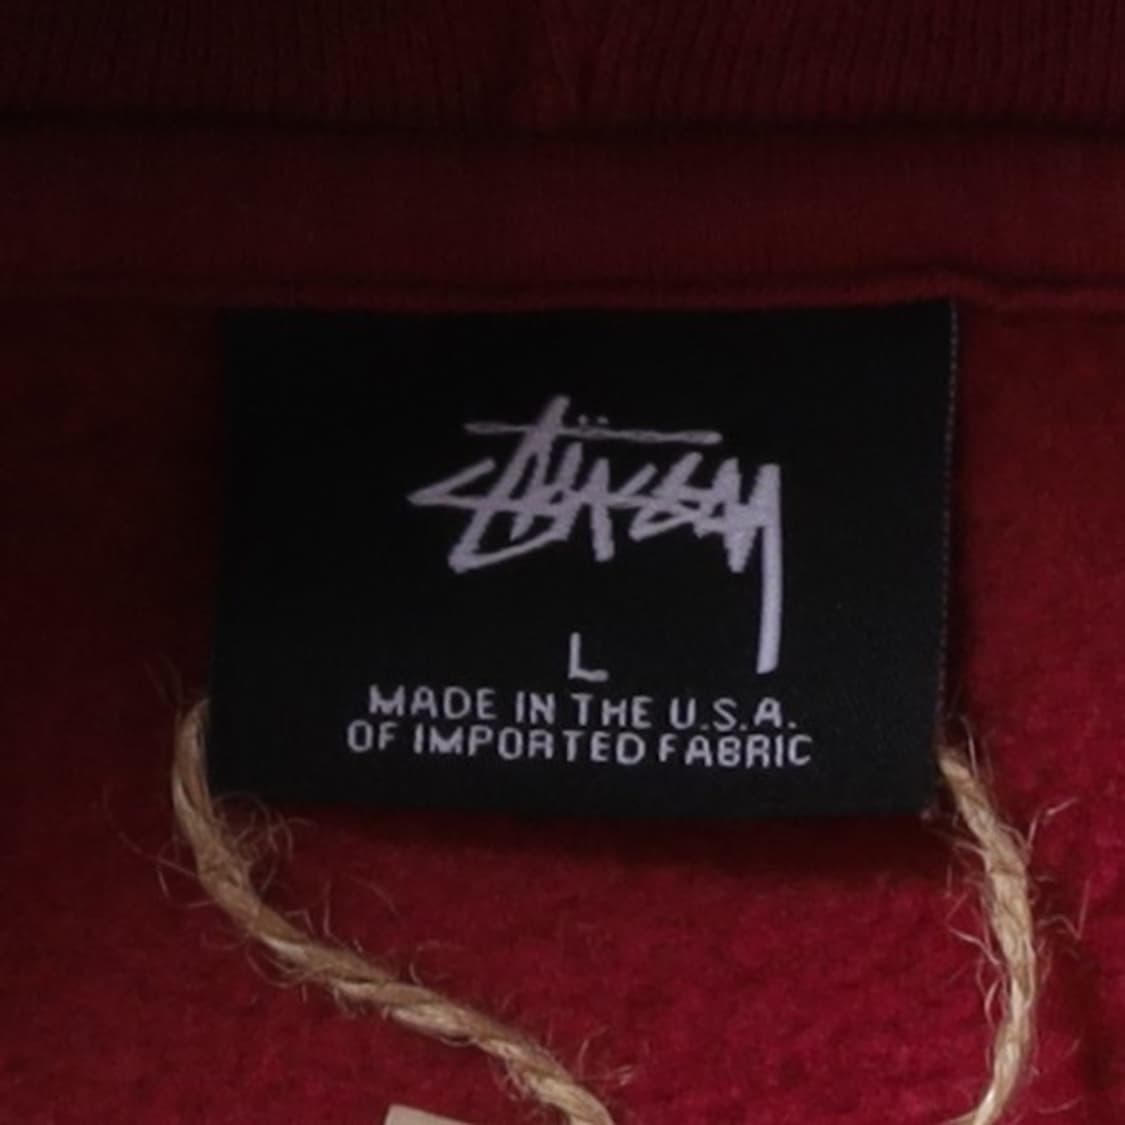 Stüssy
L
MADE IN THE U.S.A.
OF IMPORTED FABRIC